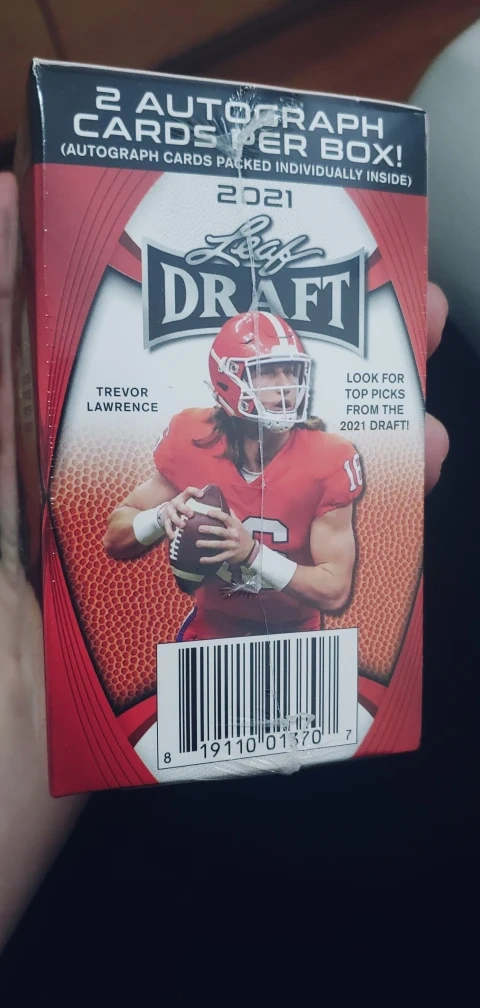 2 AUTOGRAPH
CARDS PER BOX!
(AUTOGRAPH CARDS PACKED INDIVIDUALLY INSIDE)
2021
Leaf
DRAFT
TREVOR
LAWRENCE
LOOK FOR
TOP PICKS
FROM THE
2021 DRAFT!
16
16
8 19110 01370 7